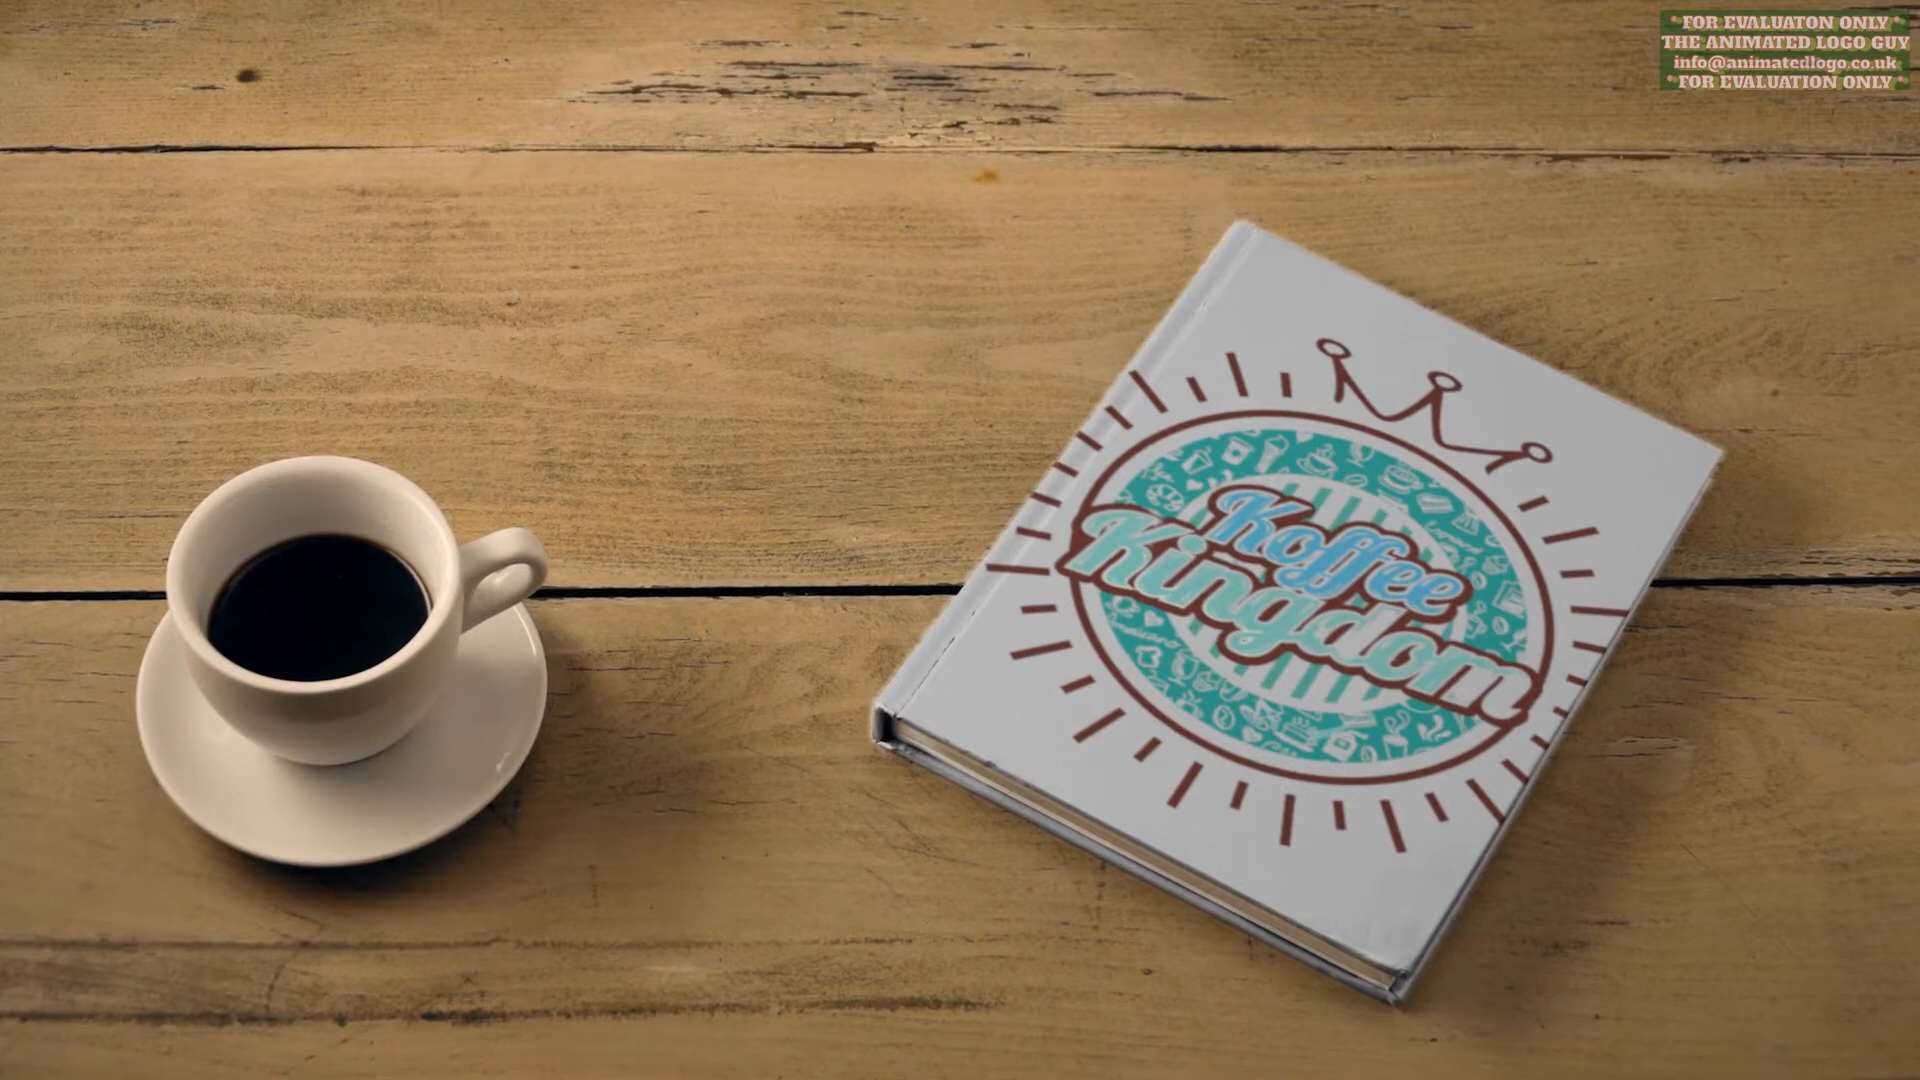 *FOR EVALUATON ONLY*
THE ANIMATED LOGO GUY
info@animatedlogo.co.uk
*FOR EVALUATION ONLY*
Koffee
Kingdom